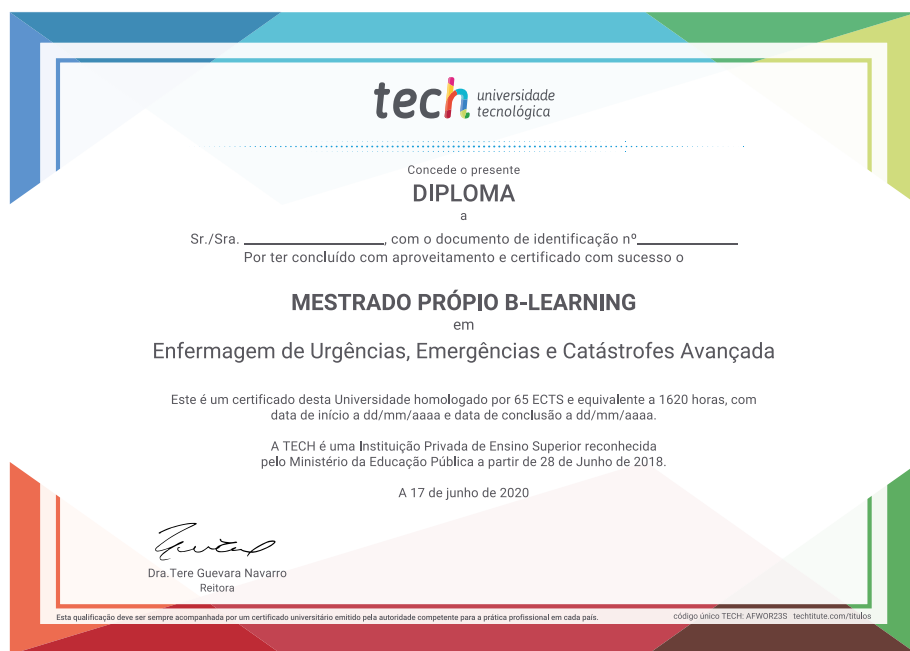 tech universidade
tecnológica
Concede o presente
DIPLOMA
a
Sr./Sra. ________________, com o documento de identificação nº____________
Por ter concluído com aproveitamento e certificado com sucesso o
MESTRADO PRÓPIO B-LEARNING
em
Enfermagem de Urgências, Emergências e Catástrofes Avançada
Este é um certificado desta Universidade homologado por 65 ECTS e equivalente a 1620 horas, com
data de início a dd/mm/aaaa e data de conclusão a dd/mm/aaaa.
A TECH é uma Instituição Privada de Ensino Superior reconhecida
pelo Ministério da Educação Pública a partir de 28 de Junho de 2018.
A 17 de junho de 2020
Dra.Tere Guevara Navarro
Reitora
Esta qualificação deve ser sempre acompanhada por um certificado universitário emitido pela autoridade competente para a prática profissional em cada país.
código único TECH: AFWOR23S techtitute.com/titulos